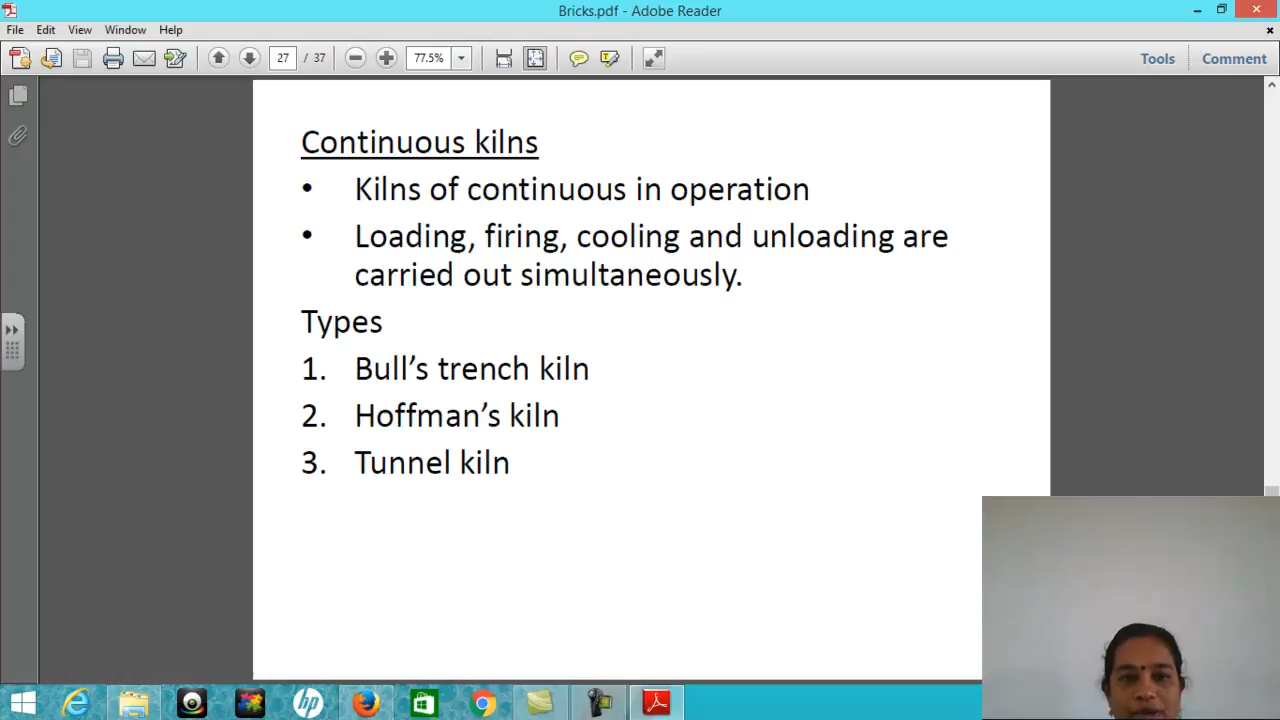 Bricks.pdf - Adobe Reader
File Edit View Window Help
27 / 37 77.5% Tools Comment
Continuous kilns
• Kilns of continuous in operation
• Loading, firing, cooling and unloading are
carried out simultaneously.
Types
1. Bull’s trench kiln
2. Hoffman’s kiln
3. Tunnel kiln
hp